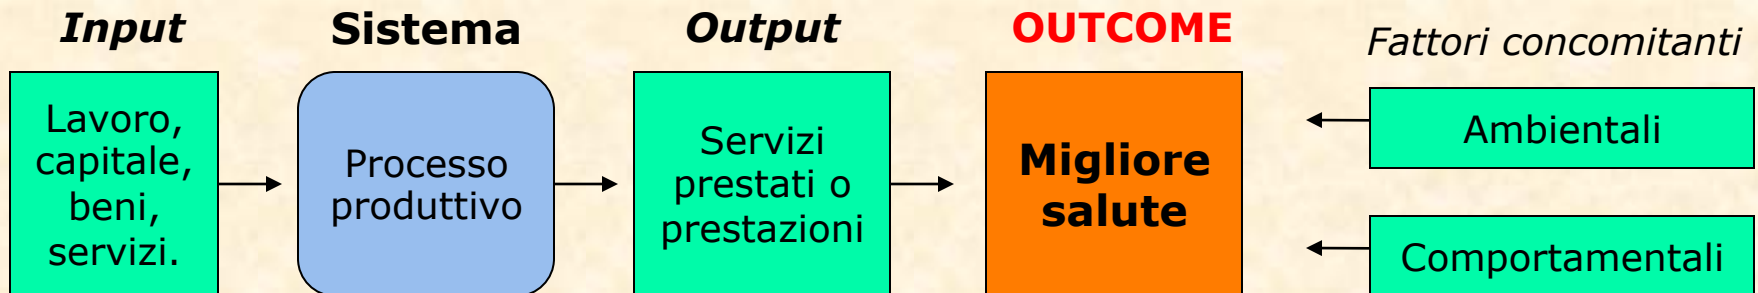 Input
Lavoro,
capitale,
beni,
servizi.
Sistema
Processo
produttivo
Output
Servizi
prestati o
prestazioni
OUTCOME
Migliore
salute
Fattori concomitanti
Ambientali
Comportamentali